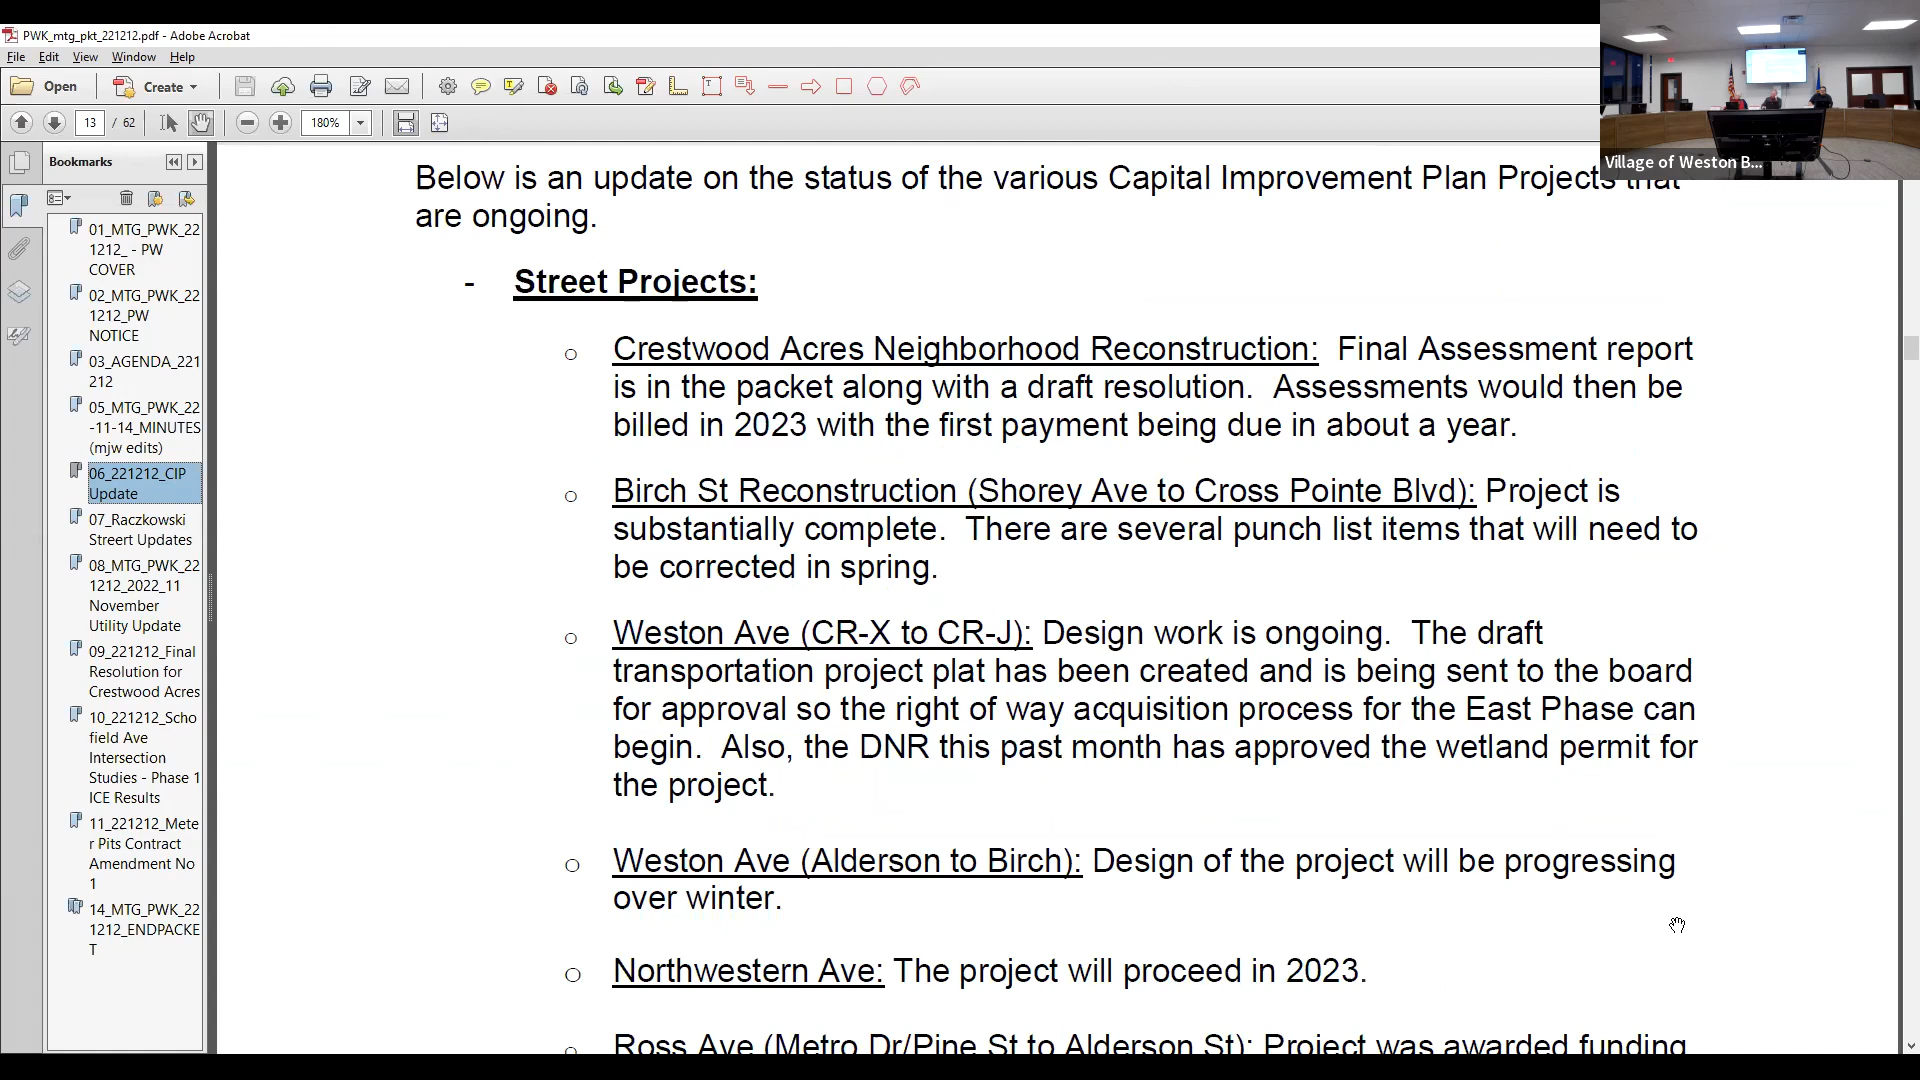 PWK_mtg_pkt_221212.pdf - Adobe Acrobat
File Edit View Window Help
Open Create
13 / 62 180%
Village of Weston B...
Bookmarks
01_MTG_PWK_22
1212_ - PW
COVER
02_MTG_PWK_22
1212_PW
NOTICE
03_AGENDA_221
212
05_MTG_PWK_22
-11-14_MINUTES
(mjw edits)
06_221212_CIP
Update
07_Raczkowski
Streert Updates
08_MTG_PWK_22
1212_2022_11
November
Utility Update
09_221212_Final
Resolution for
Crestwood Acres
10_221212_Scho
field Ave
Intersection
Studies - Phase 1
ICE Results
11_221212_Mete
r Pits Contract
Amendment No
1
14_MTG_PWK_22
1212_ENDPACKE
T
Below is an update on the status of the various Capital Improvement Plan Projects that
are ongoing.
- Street Projects:
o Crestwood Acres Neighborhood Reconstruction: Final Assessment report
is in the packet along with a draft resolution. Assessments would then be
billed in 2023 with the first payment being due in about a year.
o Birch St Reconstruction (Shorey Ave to Cross Pointe Blvd): Project is
substantially complete. There are several punch list items that will need to
be corrected in spring.
o Weston Ave (CR-X to CR-J): Design work is ongoing. The draft
transportation project plat has been created and is being sent to the board
for approval so the right of way acquisition process for the East Phase can
begin. Also, the DNR this past month has approved the wetland permit for
the project.
o Weston Ave (Alderson to Birch): Design of the project will be progressing
over winter.
o Northwestern Ave: The project will proceed in 2023.
o Ross Ave (Metro Dr/Pine St to Alderson St): Project was awarded funding